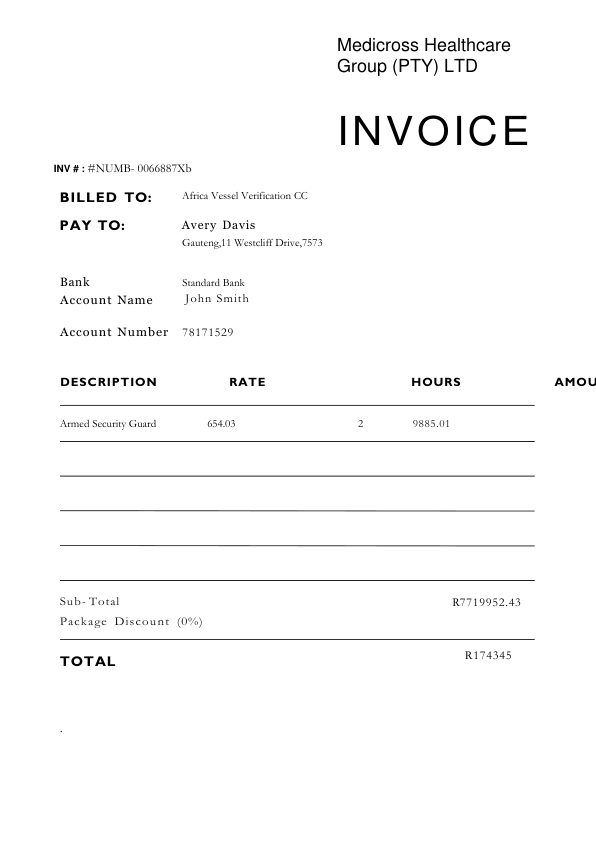 Medicross Healthcare
Group (PTY) LTD
INVOICE
INV # : #NUMB- 0066887Xb
BILLED TO: Africa Vessel Verification CC
PAY TO: Avery Davis
Gauteng,11 Westcliff Drive,7573
Bank Standard Bank
Account Name John Smith
Account Number 78171529
DESCRIPTION RATE HOURS AMOU
Armed Security Guard 654.03 2 9885.01
Sub-Total R7719952.43
Package Discount (0%)
TOTAL R174345
.